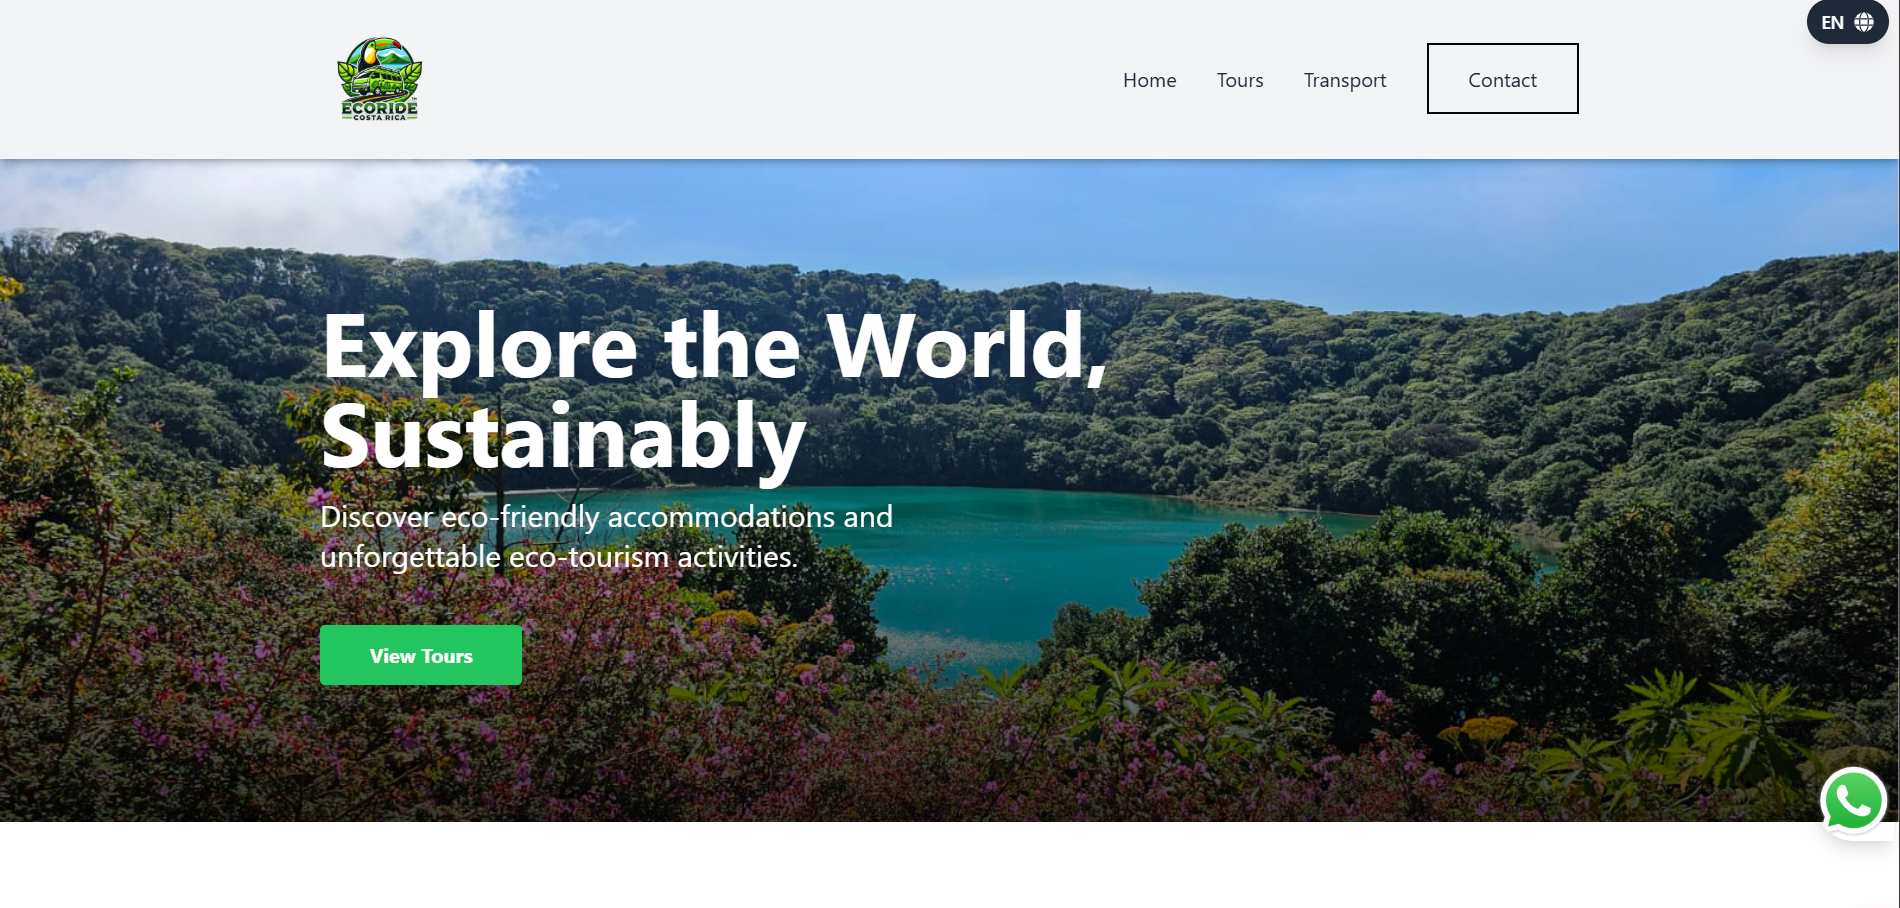 EN
ECORIDE
COSTA RICA
Home
Tours
Transport
Contact
Explore the World,
Sustainably
Discover eco-friendly accommodations and
unforgettable eco-tourism activities.
View Tours